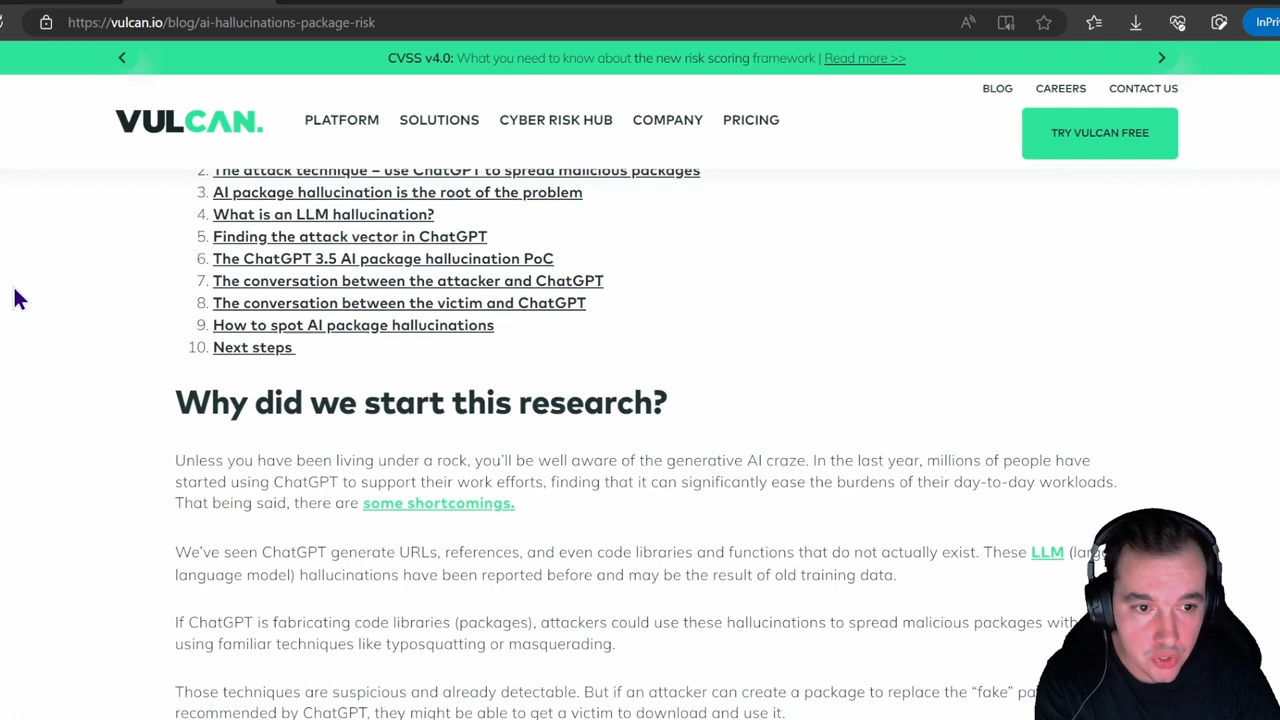 https://vulcan.io/blog/ai-hallucinations-package-risk
InPri
CVSS v4.0: What you need to know about the new risk scoring framework | Read more >>
BLOG CAREERS CONTACT US
VULCAN.
PLATFORM SOLUTIONS CYBER RISK HUB COMPANY PRICING
TRY VULCAN FREE
2. The attack technique – use ChatGPT to spread malicious packages
3. AI package hallucination is the root of the problem
4. What is an LLM hallucination?
5. Finding the attack vector in ChatGPT
6. The ChatGPT 3.5 AI package hallucination PoC
7. The conversation between the attacker and ChatGPT
8. The conversation between the victim and ChatGPT
9. How to spot AI package hallucinations
10. Next steps
Why did we start this research?
Unless you have been living under a rock, you'll be well aware of the generative AI craze. In the last year, millions of people have
started using ChatGPT to support their work efforts, finding that it can significantly ease the burdens of their day-to-day workloads.
That being said, there are some shortcomings.
We've seen ChatGPT generate URLs, references, and even code libraries and functions that do not actually exist. These LLM (large
language model) hallucinations have been reported before and may be the result of old training data.
If ChatGPT is fabricating code libraries (packages), attackers could use these hallucinations to spread malicious packages with
using familiar techniques like typosquatting or masquerading.
Those techniques are suspicious and already detectable. But if an attacker can create a package to replace the “fake”
recommended by ChatGPT, they might be able to get a victim to download and use it.